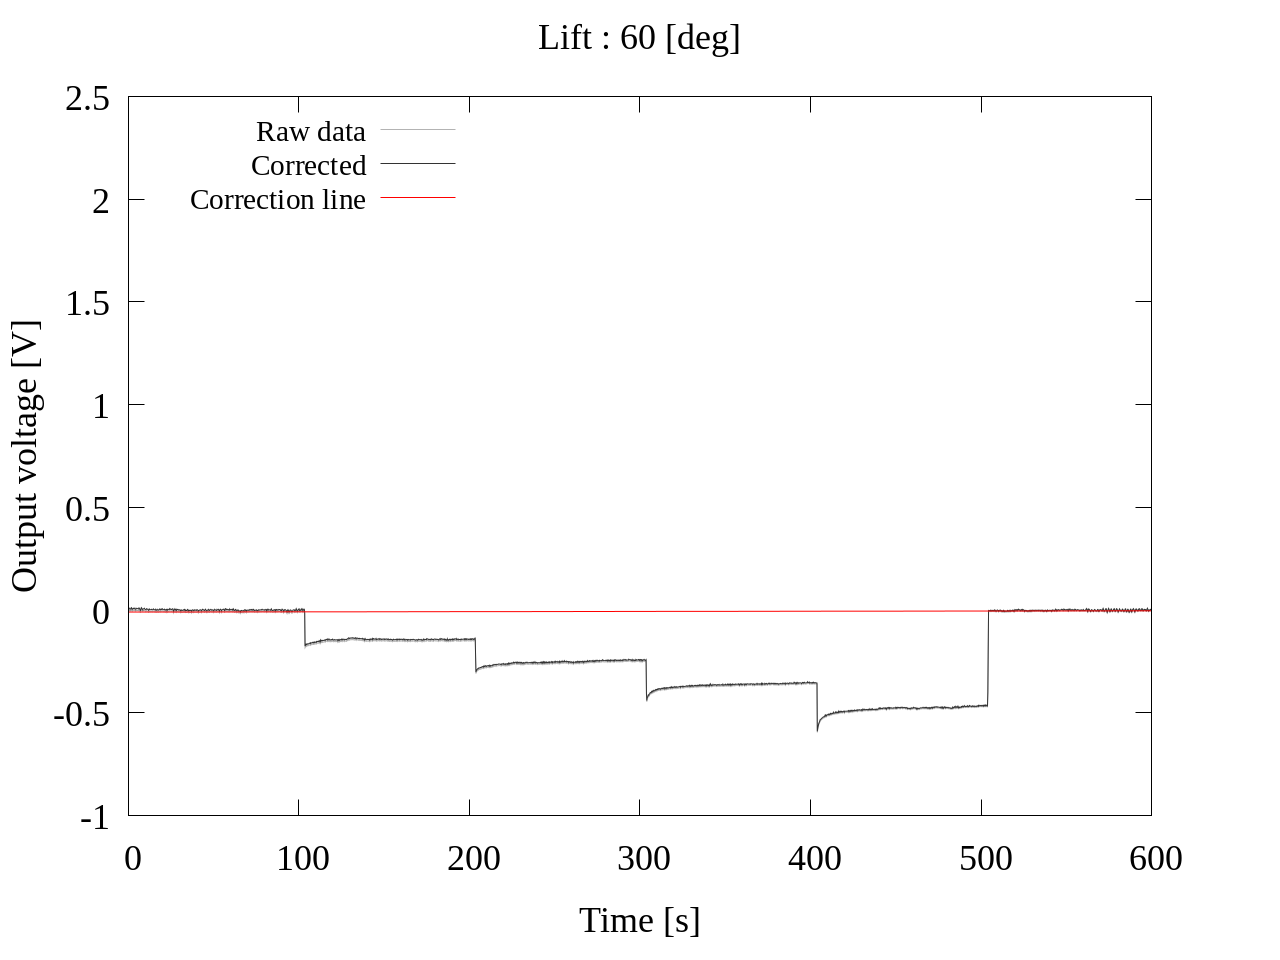 Lift : 60 [deg]
2.5
2
1.5
1
0.5
0
-0.5
-1
Output voltage [V]
Raw data
Corrected
Correction line
0 100 200 300 400 500 600
Time [s]